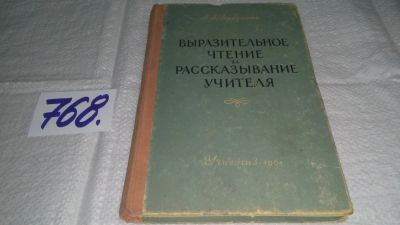 768.
ВЫРАЗИТЕЛЬНОЕ
ЧТЕНИЕ И
РАССКАЗЫВАНИЕ
УЧИТЕЛЯ